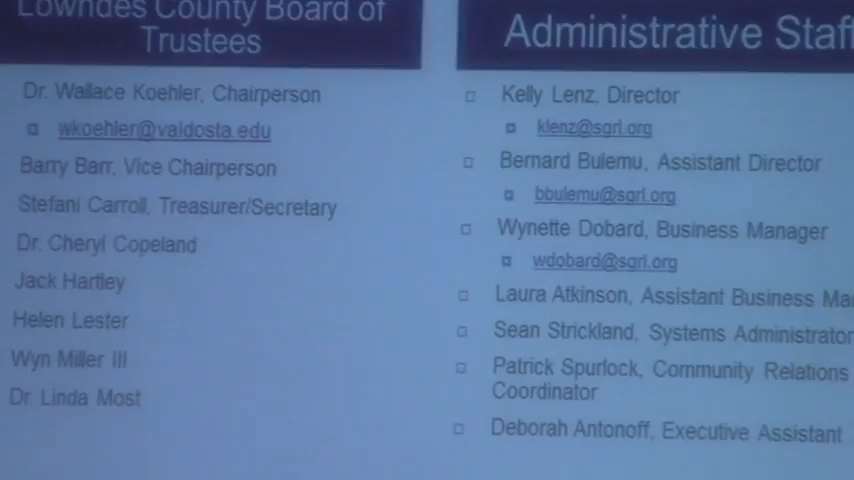 Lowndes County Board of
Trustees
Dr. Wallace Koehler, Chairperson
wkoehler@valdosta.edu
Barry Barr, Vice Chairperson
Stefani Carroll, Treasurer/Secretary
Dr. Cheryl Copeland
Jack Hartley
Helen Lester
Wyn Miller III
Dr. Linda Most
Administrative Staff
Kelly Lenz, Director
klenz@sgrl.org
Bernard Bulemu, Assistant Director
bbulemu@sgrl.org
Wynette Dobard, Business Manager
wdobard@sgrl.org
Laura Atkinson, Assistant Business Ma
Sean Strickland, Systems Administrator
Patrick Spurlock, Community Relations
Coordinator
Deborah Antonoff, Executive Assistant